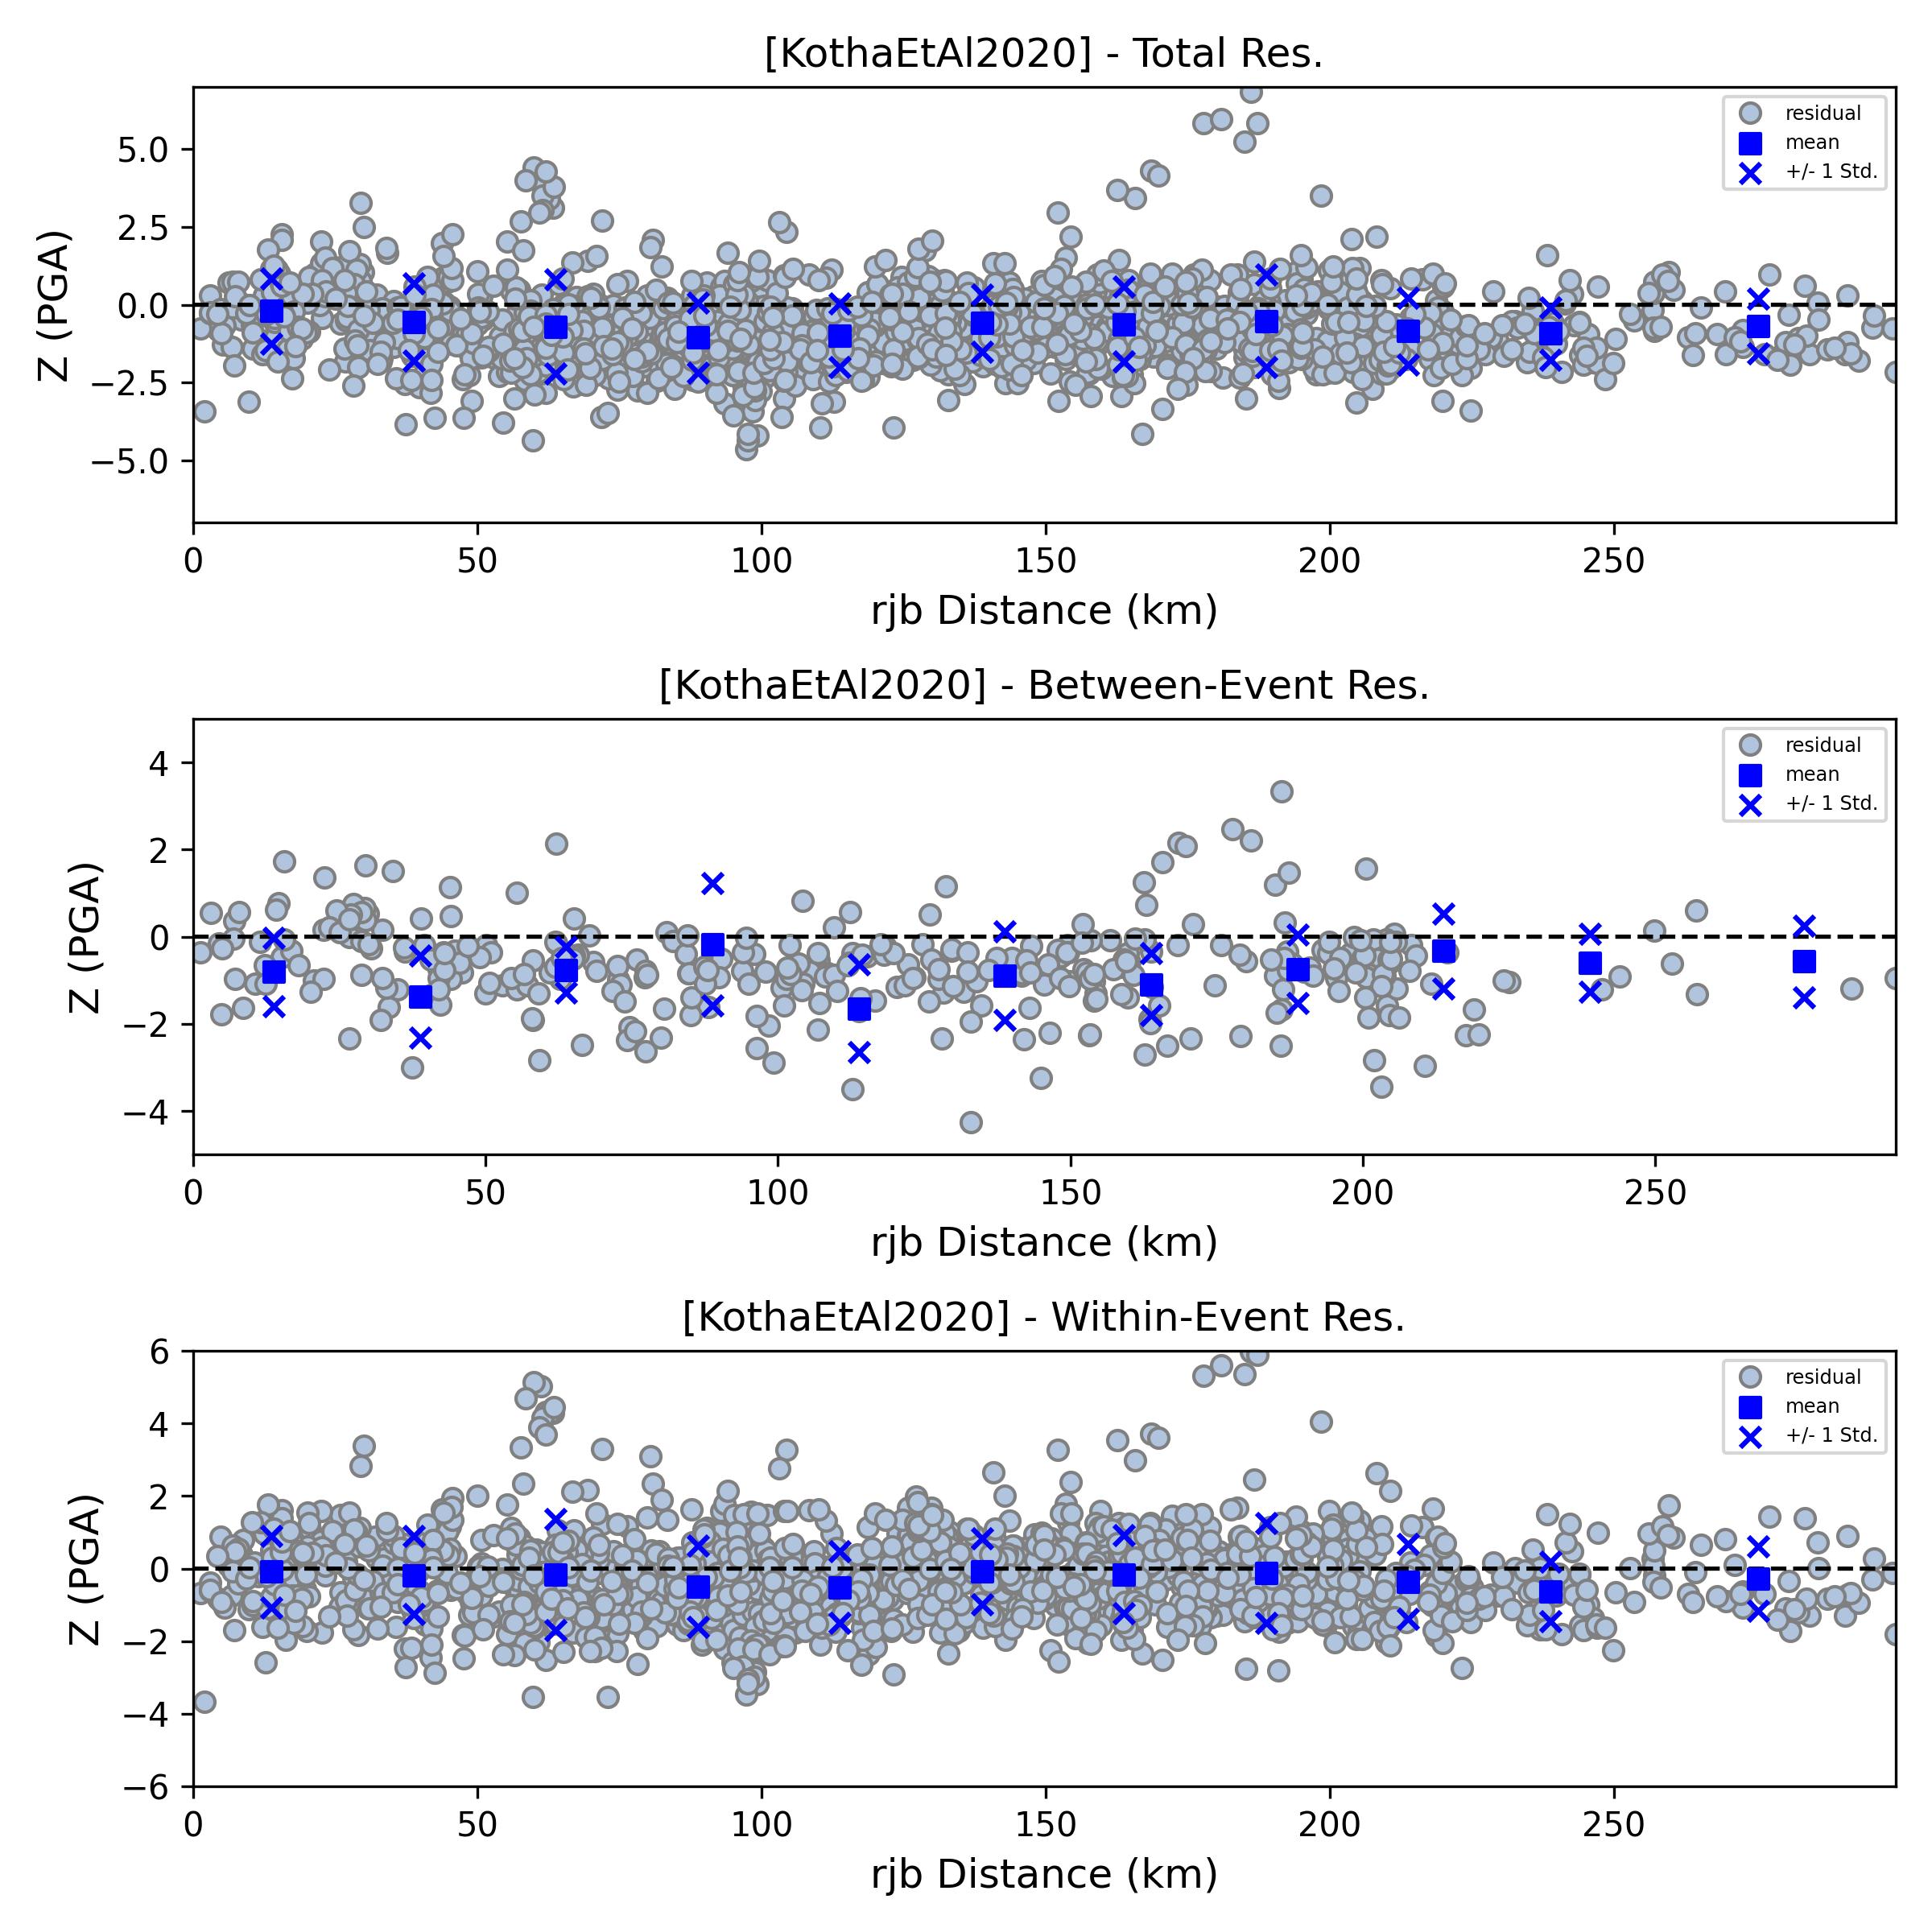 [KothaEtAl2020] - Total Res.
5.0
2.5
0.0
−2.5
−5.0
Z (PGA)
residual
mean
+/- 1 Std.
0 50 100 150 200 250
rjb Distance (km)
[KothaEtAl2020] - Between-Event Res.
4
2
0
−2
−4
Z (PGA)
residual
mean
+/- 1 Std.
0 50 100 150 200 250
rjb Distance (km)
[KothaEtAl2020] - Within-Event Res.
6
4
2
0
−2
−4
−6
Z (PGA)
residual
mean
+/- 1 Std.
0 50 100 150 200 250
rjb Distance (km)